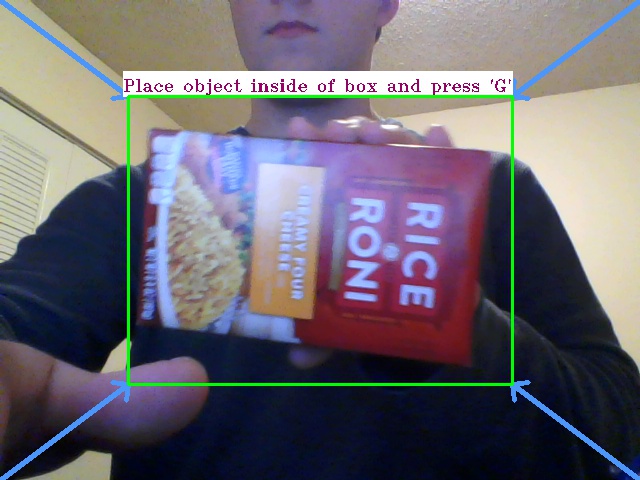 Place object inside of box and press 'G'
RICE
RONI
CREAMY FOUR
CHEESE